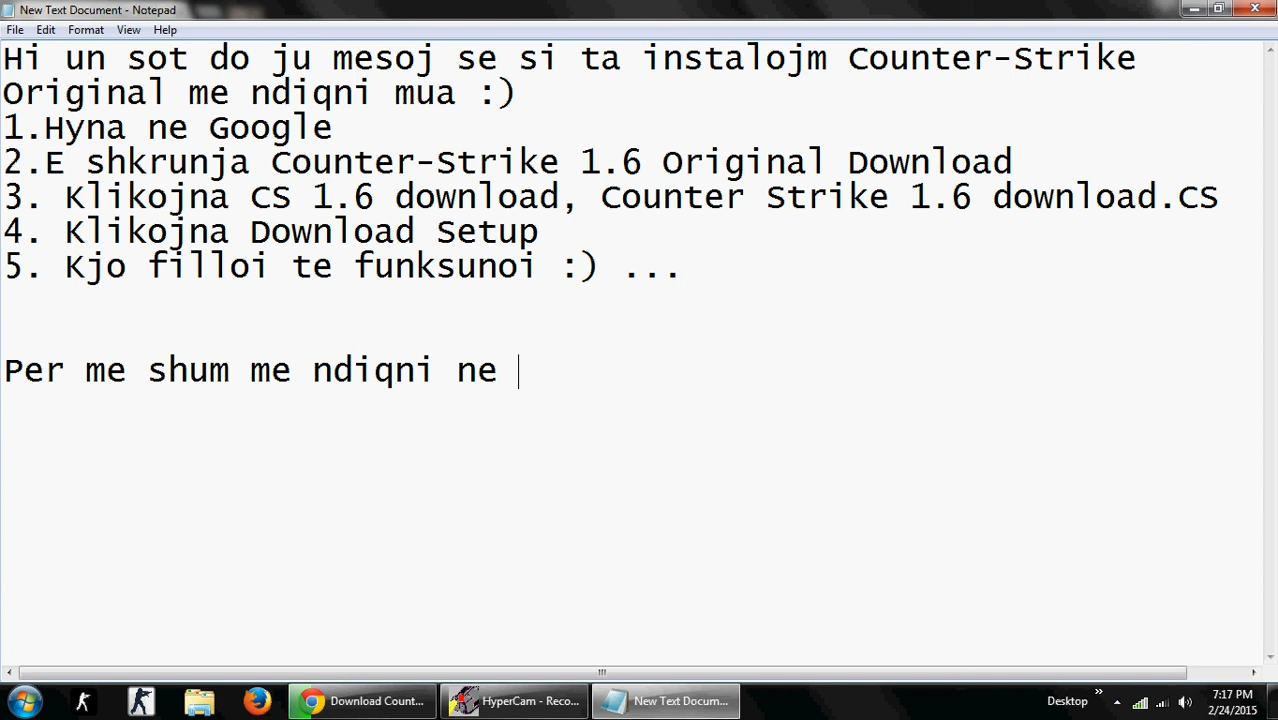 New Text Document - Notepad
File Edit Format View Help
Hi un sot do ju mesoj se si ta instalojm Counter-Strike
Original me ndiqni mua :)
1.Hyna ne Google
2.E shkrunja Counter-Strike 1.6 Original Download
3. Klikojna CS 1.6 download, Counter Strike 1.6 download.CS
4. Klikojna Download Setup
5. Kjo filloi te funksunoi :) ...
Per me shum me ndiqni ne
Download Count... HyperCam - Reco... New Text Docum... Desktop » 7:17 PM
2/24/2015